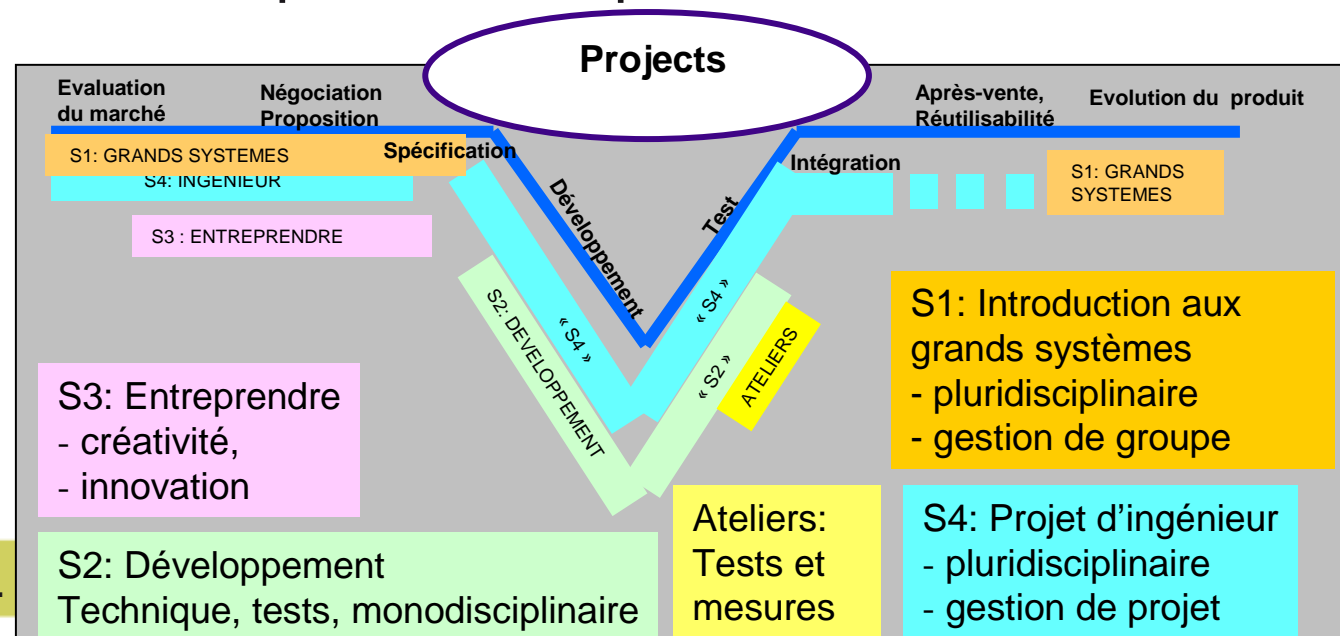 Projects
Evaluation
du marché
Négociation
Proposition
Après-vente,
Réutilisabilité
Evolution du produit
S1: GRANDS SYSTEMES
Spécification
Intégration
S4: INGENIEUR
S1: GRANDS
SYSTEMES
S3 : ENTREPRENDRE
Développement
Test
S2: DEVELOPPEMENT
« S4 »
« S4 »
« S2 »
ATELIERS
S1: Introduction aux
grands systèmes
- pluridisciplinaire
- gestion de groupe
S3: Entreprendre
- créativité,
- innovation
S2: Développement
Technique, tests, monodisciplinaire
Ateliers:
Tests et
mesures
S4: Projet d’ingénieur
- pluridisciplinaire
- gestion de projet